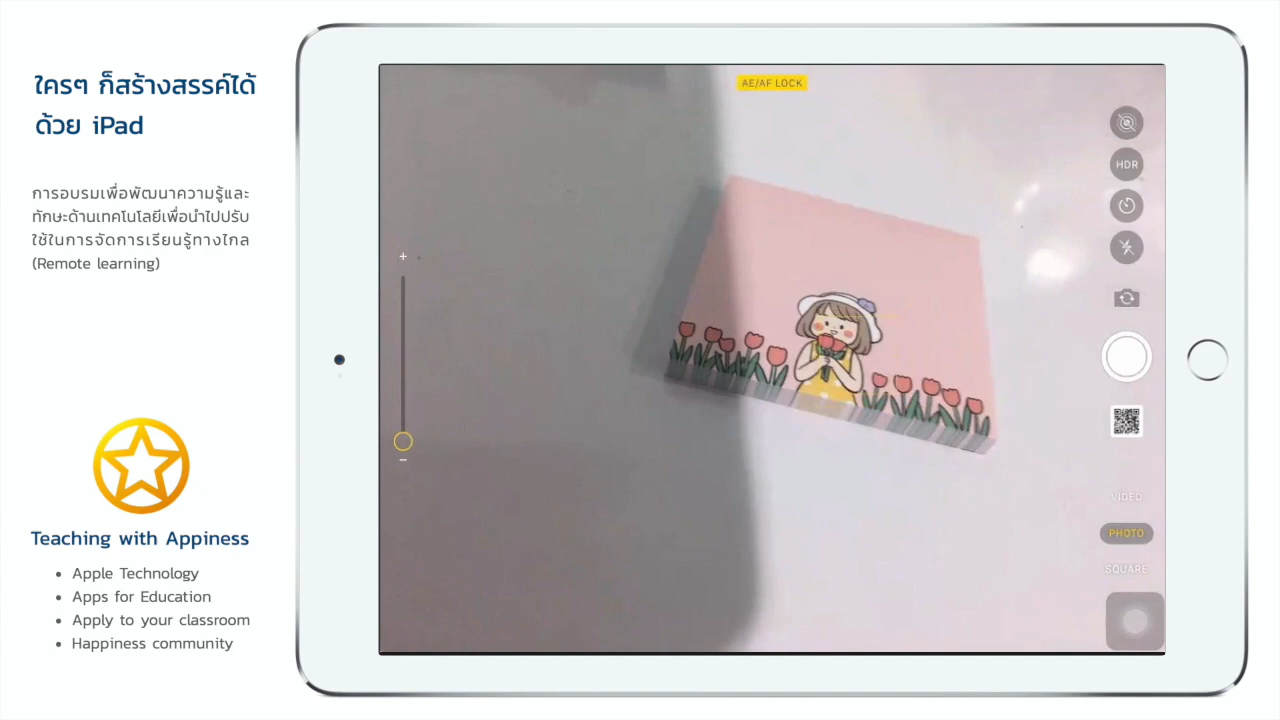 ใครๆ ก็สร้างสรรค์ได้
ด้วย iPad
การอบรมเพื่อพัฒนาความรู้และ
ทักษะด้านเทคโนโลยีเพื่อนำไปปรับ
ใช้ในการจัดการเรียนรู้ทางไกล
(Remote learning)
Teaching with Appiness
• Apple Technology
• Apps for Education
• Apply to your classroom
• Happiness community
AE/AF LOCK
HDR
+
−
VIDEO
PHOTO
SQUARE